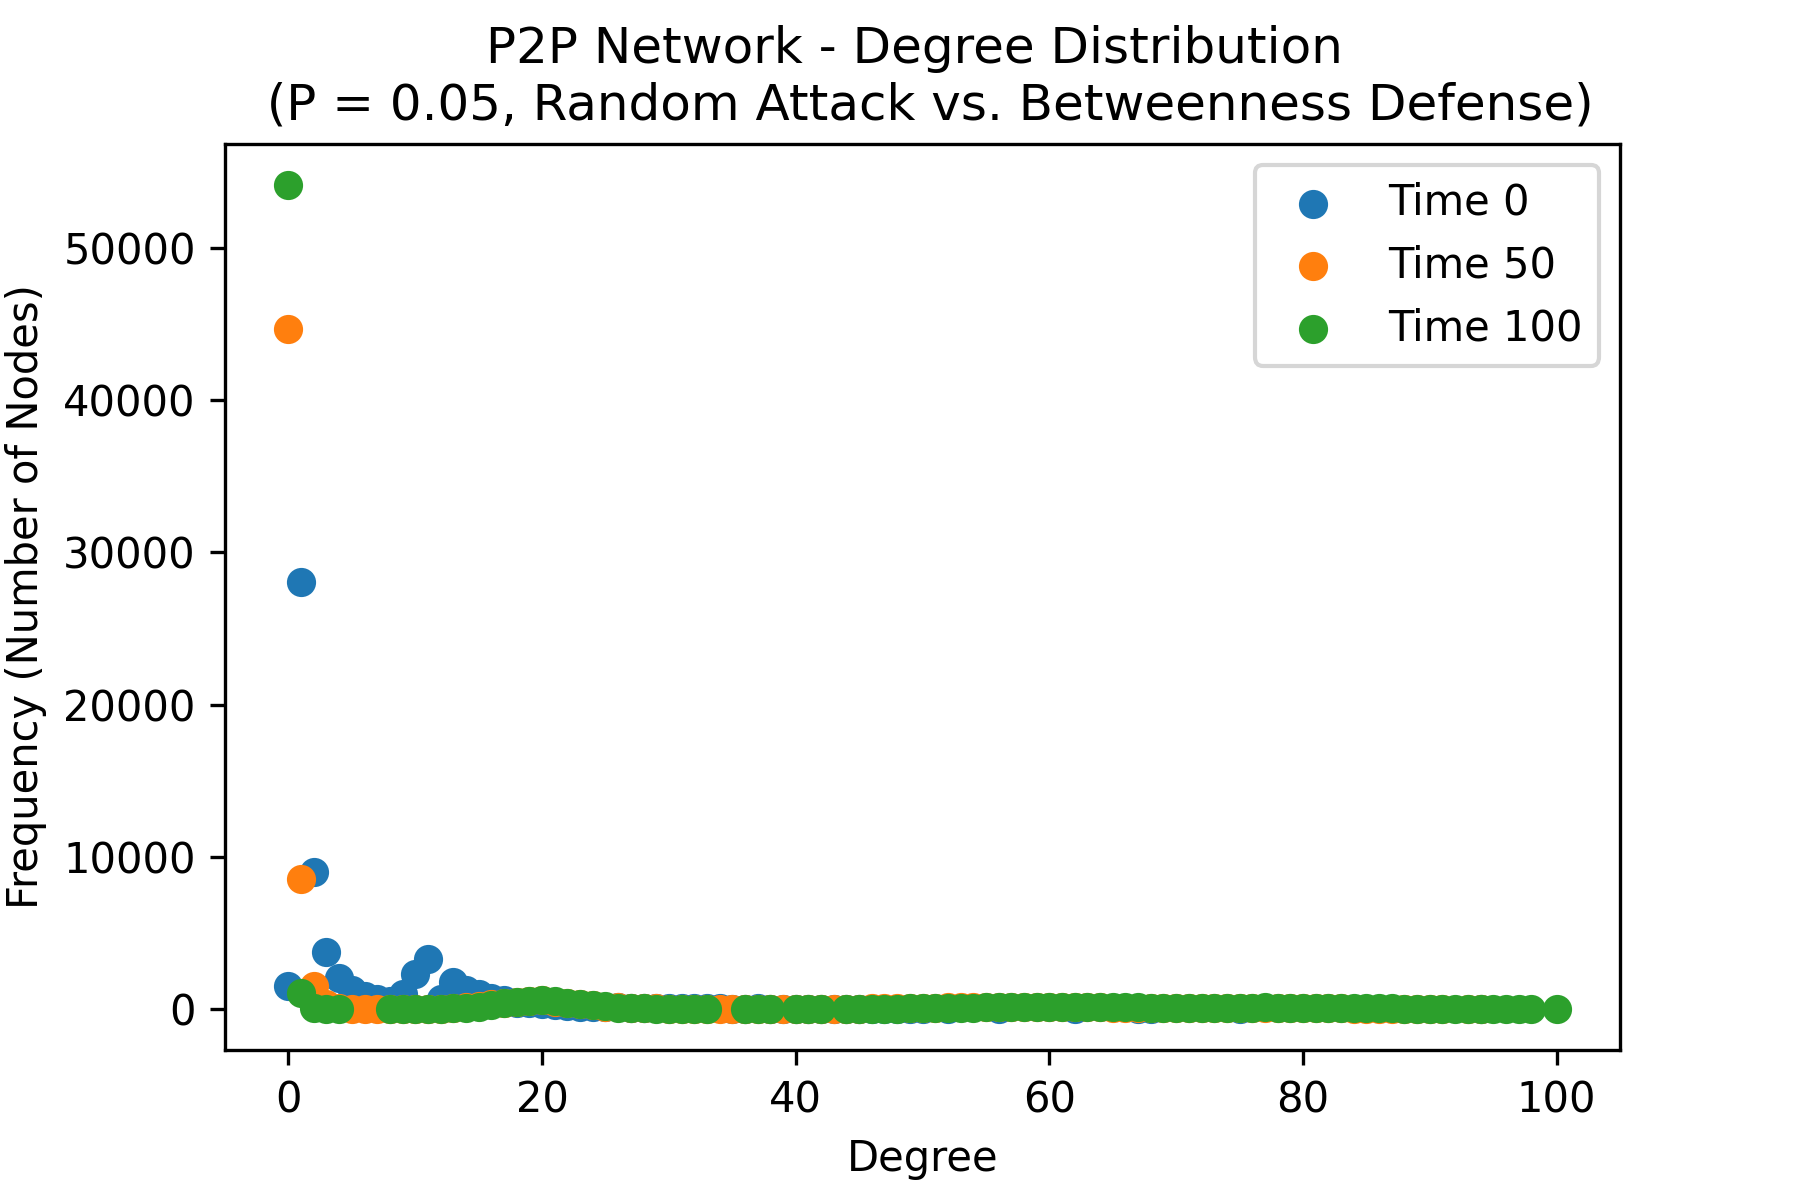 P2P Network - Degree Distribution
(P = 0.05, Random Attack vs. Betweenness Defense)
Time 0
Time 50
Time 100
Frequency (Number of Nodes)
50000
40000
30000
20000
10000
0
0 20 40 60 80 100
Degree